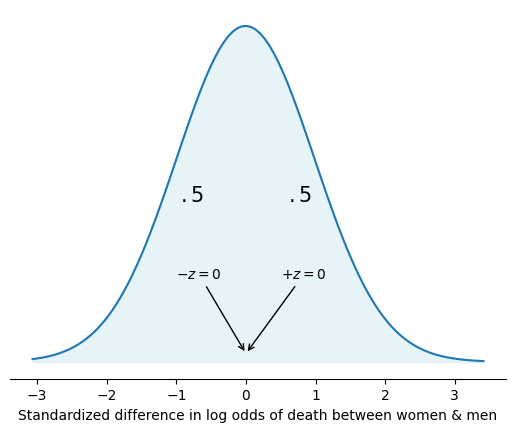 .5 .5
−z = 0 +z = 0
−3 −2 −1 0 1 2 3
Standardized difference in log odds of death between women & men